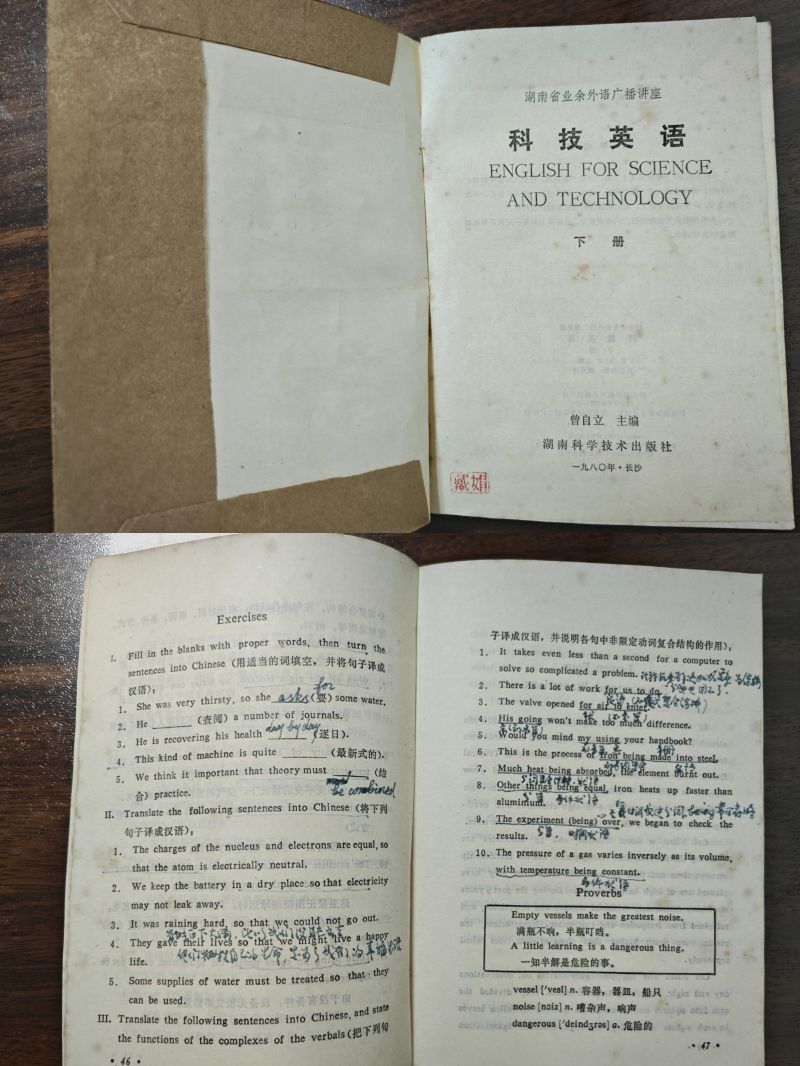 湖南省业余外语广播讲座
科技英语
ENGLISH FOR SCIENCE
AND TECHNOLOGY
下册
曾自立 主编
湖南科学技术出版社
一九八〇年·长沙
Exercises
I. Fill in the blanks with proper words, then turn the
sentences into Chinese (用适当的词填空，并将句子译成
汉语):
1. She was very thirsty, so she asks for (要) some water.
2. He ______ (查阅) a number of journals.
3. He is recovering his health day by day (逐日).
4. This kind of machine is quite ______ (最新式的).
5. We think it important that theory must ______ (结
合) practice. be combined
II. Translate the following sentences into Chinese (将下列
句子译成汉语):
1. The charges of the nucleus and electrons are equal, so
that the atom is electrically neutral.
2. We keep the battery in a dry place so that electricity
may not leak away.
3. It was raining hard, so that we could not go out.
4. They gave their lives so that we might live a happy
life.
5. Some supplies of water must be treated so that they
can be used.
III. Translate the following sentences into Chinese, and state
the functions of the complexes of the verbals (把下列句
• 46 •
子译成汉语，并说明各句中非限定动词复合结构的作用):
1. It takes even less than a second for a computer to
solve so complicated a problem.
2. There is a lot of work for us to do.
3. The valve opened for air to enter.
4. His going won't make too much difference.
5. Would you mind my using your handbook?
6. This is the process of iron being made into steel.
7. Much heat being absorbed, the element burnt out.
8. Other things being equal, iron heats up faster than
aluminum. 条件状语
9. The experiment (being) over, we began to check the
results. 时间状语
10. The pressure of a gas varies inversely as its volume,
with temperature being constant.
条件状语
Proverbs
Empty vessels make the greatest noise.
满瓶不响，半瓶叮当。
A little learning is a dangerous thing.
一知半解是危险的事。
vessel ['vesl] n. 容器，器皿，船只
noise [nɔiz] n. 嘈杂声，响声
dangerous ['deindʒrəs] a. 危险的
• 47 •